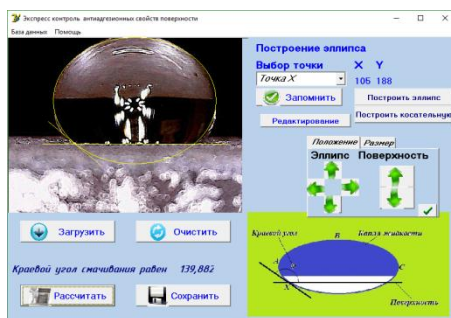 Экспресс контроль антиадгезионных свойств поверхности
База данных Помощь
Построение эллипса
Выбор точки X Y
Точка X 105 188
Запомнить
Построить эллипс
Редактирование
Построить косательную
Положение Размер
Эллипс Поверхность
Загрузить
Очистить
Краевой угол смачивания равен 139,882
Рассчитать
Сохранить
Краевой угол
B
Капля жидкости
A
C
X
Поверхность